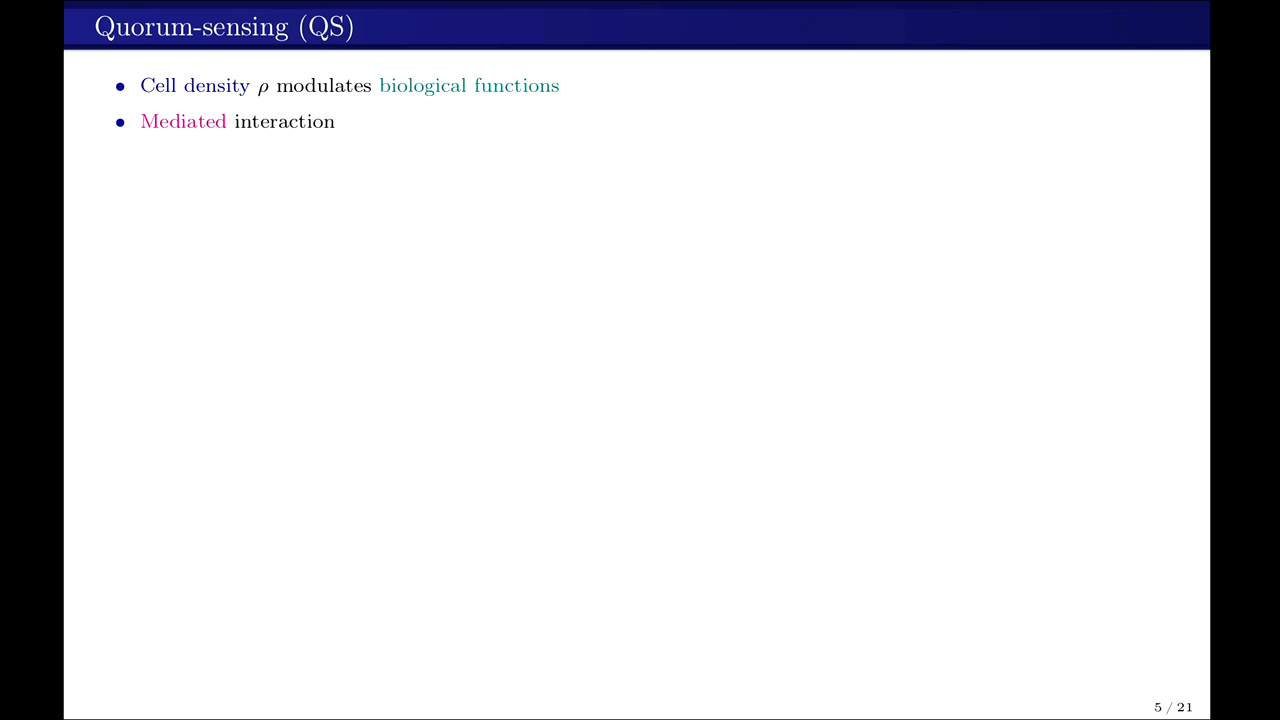 Quorum-sensing (QS)
• Cell density ρ modulates biological functions
• Mediated interaction
5 / 21